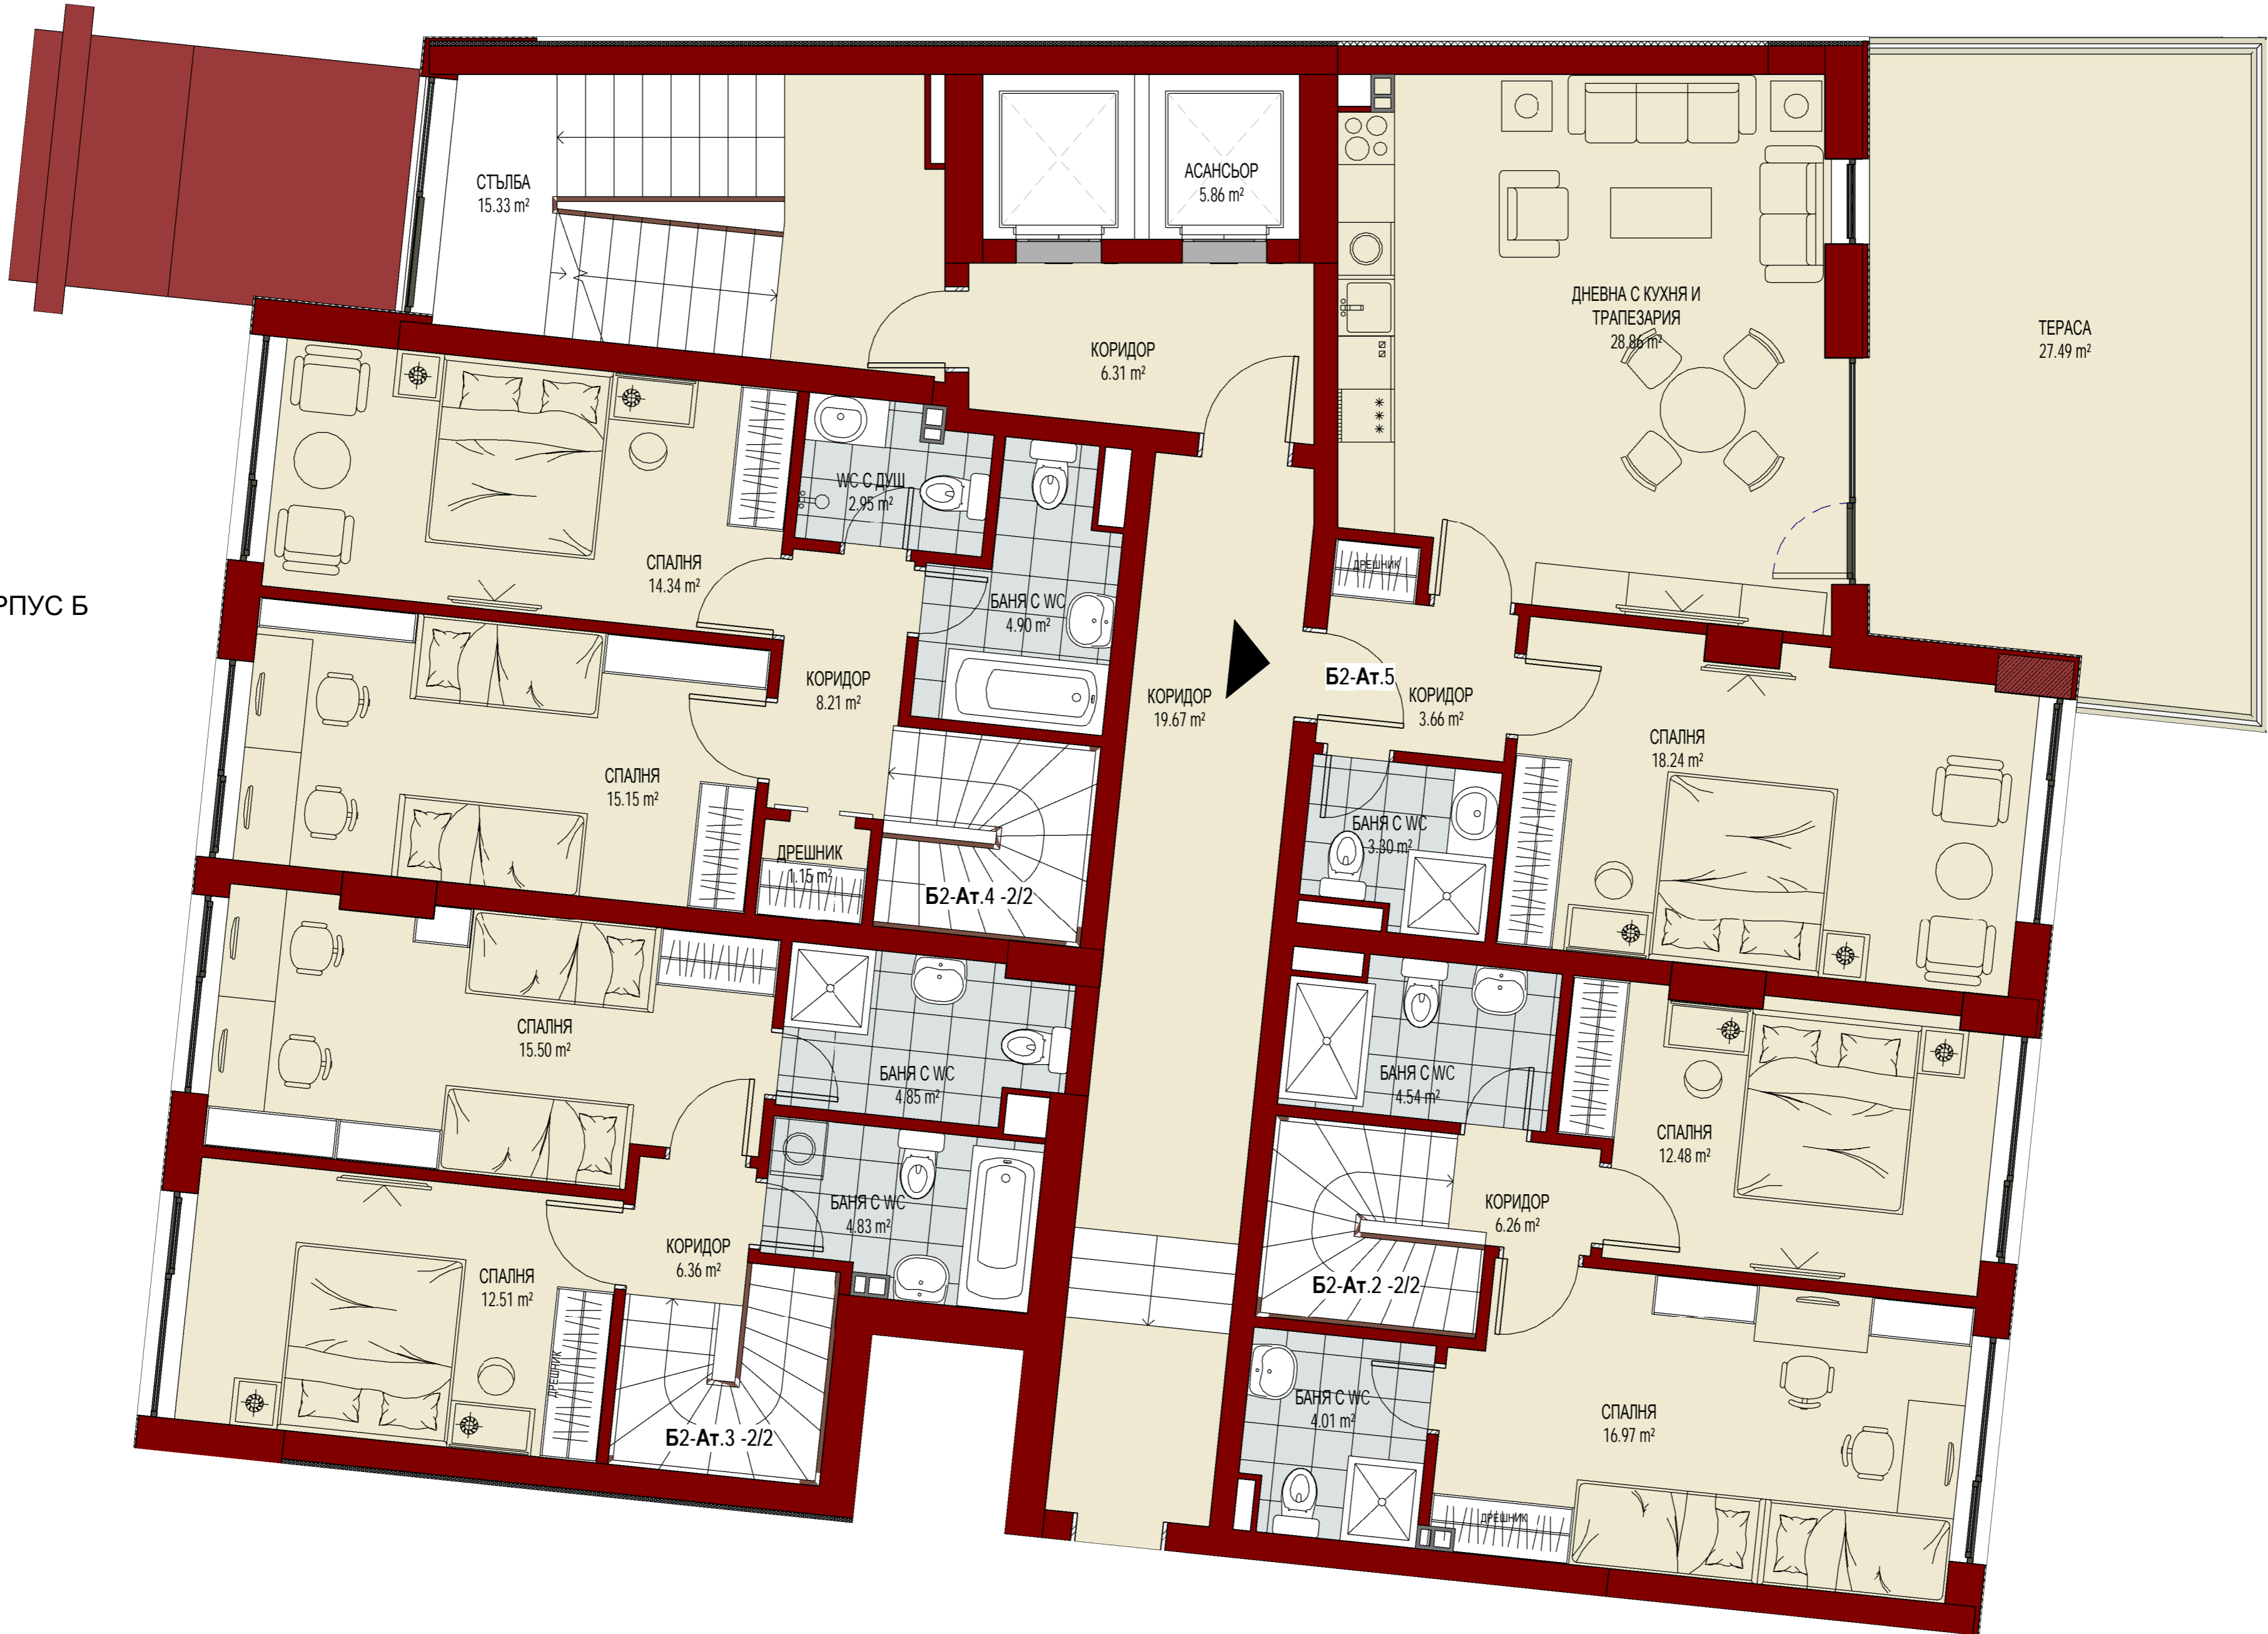 СТЪЛБА
15.33 m²
АСАНСЬОР
5.86 m²
ДНЕВНА С КУХНЯ И
ТРАПЕЗАРИЯ
28.86 m²
ТЕРАСА
27.49 m²
КОРИДОР
6.31 m²
WC С ДУШ
2.95 m²
СПАЛНЯ
14.34 m²
ДРЕШНИК
РПУС Б
БАНЯ С WC
4.90 m²
КОРИДОР
8.21 m²
КОРИДОР
19.67 m²
Б2-Ат.5
КОРИДОР
3.66 m²
СПАЛНЯ
18.24 m²
СПАЛНЯ
15.15 m²
БАНЯ С WC
3.30 m²
ДРЕШНИК
1.15 m²
Б2-Ат.4 -2/2
СПАЛНЯ
15.50 m²
БАНЯ С WC
4.85 m²
БАНЯ С WC
4.54 m²
СПАЛНЯ
12.48 m²
БАНЯ С WC
4.83 m²
КОРИДОР
6.26 m²
КОРИДОР
6.36 m²
СПАЛНЯ
12.51 m²
Б2-Ат.2 -2/2
ДРЕШНИК
БАНЯ С WC
4.01 m²
СПАЛНЯ
16.97 m²
Б2-Ат.3 -2/2
ДРЕШНИК